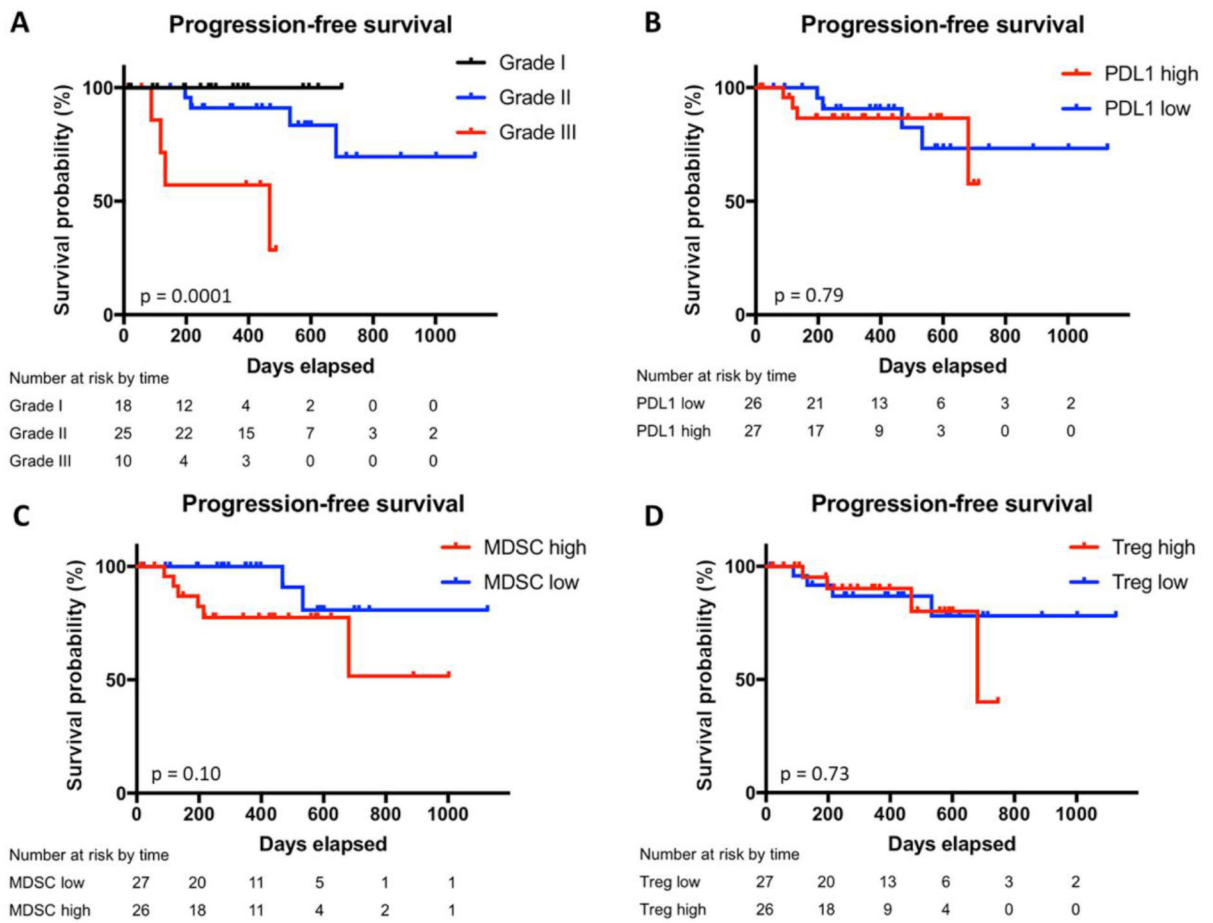 A
Progression-free survival
Grade I
Grade II
Grade III
Survival probability (%)
100
50
0
p = 0.0001
0 200 400 600 800 1000
Days elapsed
Number at risk by time
Grade I 18 12 4 2 0 0
Grade II 25 22 15 7 3 2
Grade III 10 4 3 0 0 0
B
Progression-free survival
PDL1 high
PDL1 low
Survival probability (%)
100
50
0
p = 0.79
0 200 400 600 800 1000
Days elapsed
Number at risk by time
PDL1 low 26 21 13 6 3 2
PDL1 high 27 17 9 3 0 0
C
Progression-free survival
MDSC high
MDSC low
Survival probability (%)
100
50
0
p = 0.10
0 200 400 600 800 1000
Days elapsed
Number at risk by time
MDSC low 27 20 11 5 1 1
MDSC high 26 18 11 4 2 1
D
Progression-free survival
Treg high
Treg low
Survival probability (%)
100
50
0
p = 0.73
0 200 400 600 800 1000
Days elapsed
Number at risk by time
Treg low 27 20 13 6 3 2
Treg high 26 18 9 4 0 0